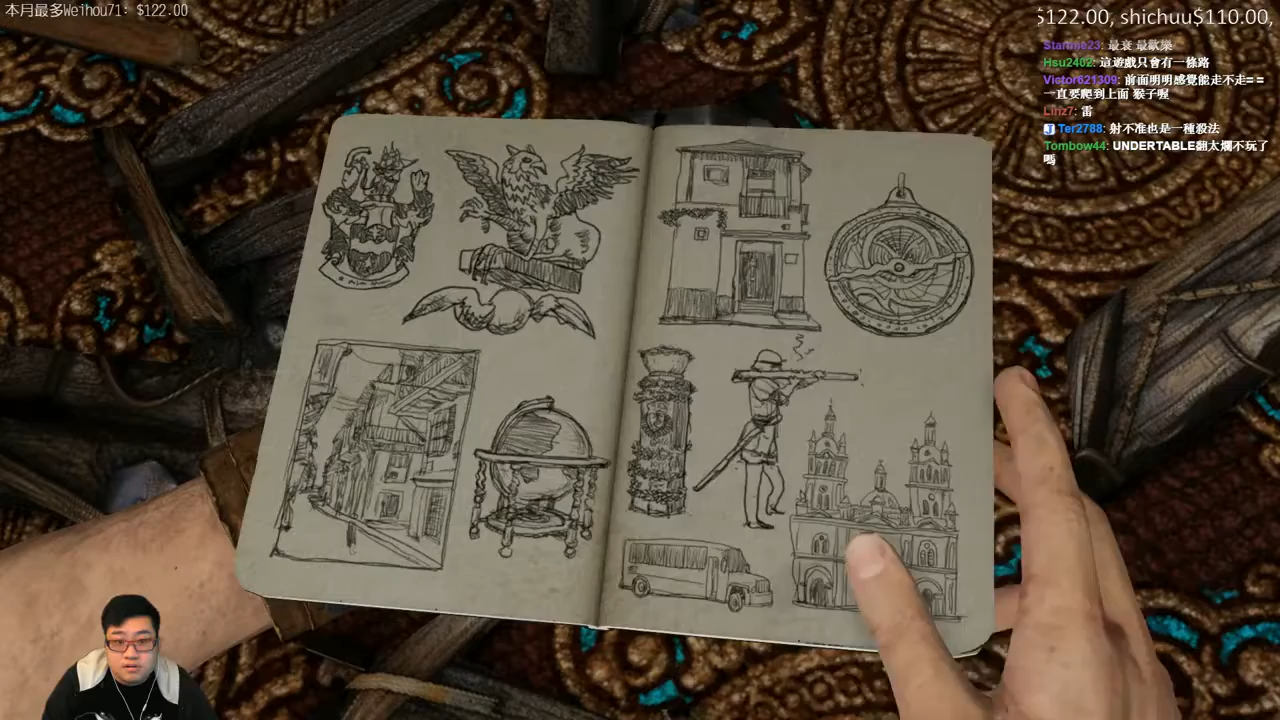 本月最多Weihou71: $122.00
$122.00, shichuu$110.00,
Starline23: 最衰 最歡樂
Hsu2402: 這遊戲只會有一條路
Victor621309: 前面明明感覺能走不走= =
一直要爬到上面 猴子喔
Linz7: 雷
Ter2788: 射不准也是一種殺法
Tombow44: UNDERTABLE翻太爛不玩了
嗎